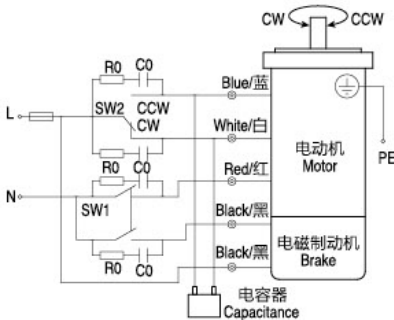 CW CCW
R0 C0
Blue/蓝
L SW2 CCW
CW
White/白
R0 C0
电动机
Motor
PE
Red/红
N
SW1
Black/黑
电磁制动机
Brake
Black/黑
R0 C0
电容器
Capacitance